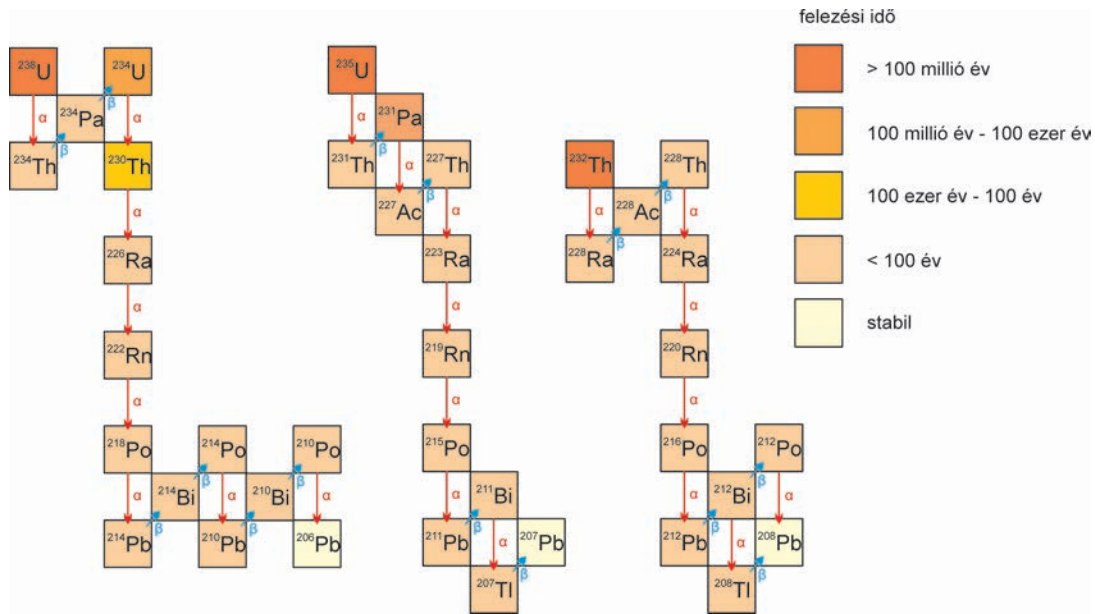 felezési idő
> 100 millió év
100 millió év - 100 ezer év
100 ezer év - 100 év
< 100 év
stabil
²³⁸U
²³⁴U
α
β
α
²³⁴Pa
β
²³⁴Th
²³⁰Th
α
²²⁶Ra
α
²²²Rn
α
²¹⁸Po
²¹⁴Po
²¹⁰Po
α
β
α
β
α
²¹⁴Bi
²¹⁰Bi
β
β
²¹⁴Pb
²¹⁰Pb
²⁰⁶Pb
²³⁵U
α
²³¹Pa
β
²³¹Th
α
²²⁷Th
β
²²⁷Ac
α
²²³Ra
α
²¹⁹Rn
α
²¹⁵Po
α
²¹¹Bi
β
²¹¹Pb
α
²⁰⁷Pb
β
²⁰⁷Tl
²³²Th
²²⁸Th
α
β
α
²²⁸Ac
β
²²⁸Ra
²²⁴Ra
α
²²⁰Rn
α
²¹⁶Po
²¹²Po
α
β
α
²¹²Bi
β
²¹²Pb
α
²⁰⁸Pb
β
²⁰⁸Tl